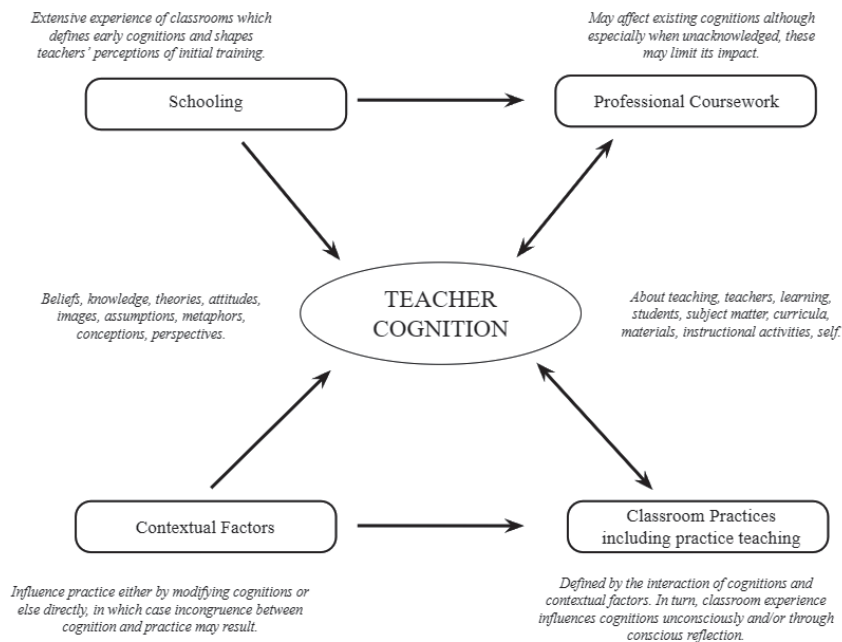 Extensive experience of classrooms which
defines early cognitions and shapes
teachers' perceptions of initial training.
May affect existing cognitions although
especially when unacknowledged, these
may limit its impact.
Schooling
Professional Coursework
Beliefs, knowledge, theories, attitudes,
images, assumptions, metaphors,
conceptions, perspectives.
TEACHER
COGNITION
About teaching, teachers, learning,
students, subject matter, curricula,
materials, instructional activities, self.
Contextual Factors
Classroom Practices
including practice teaching
Influence practice either by modifying cognitions or
else directly, in which case incongruence between
cognition and practice may result.
Defined by the interaction of cognitions and
contextual factors. In turn, classroom experience
influences cognitions unconsciously and/or through
conscious reflection.